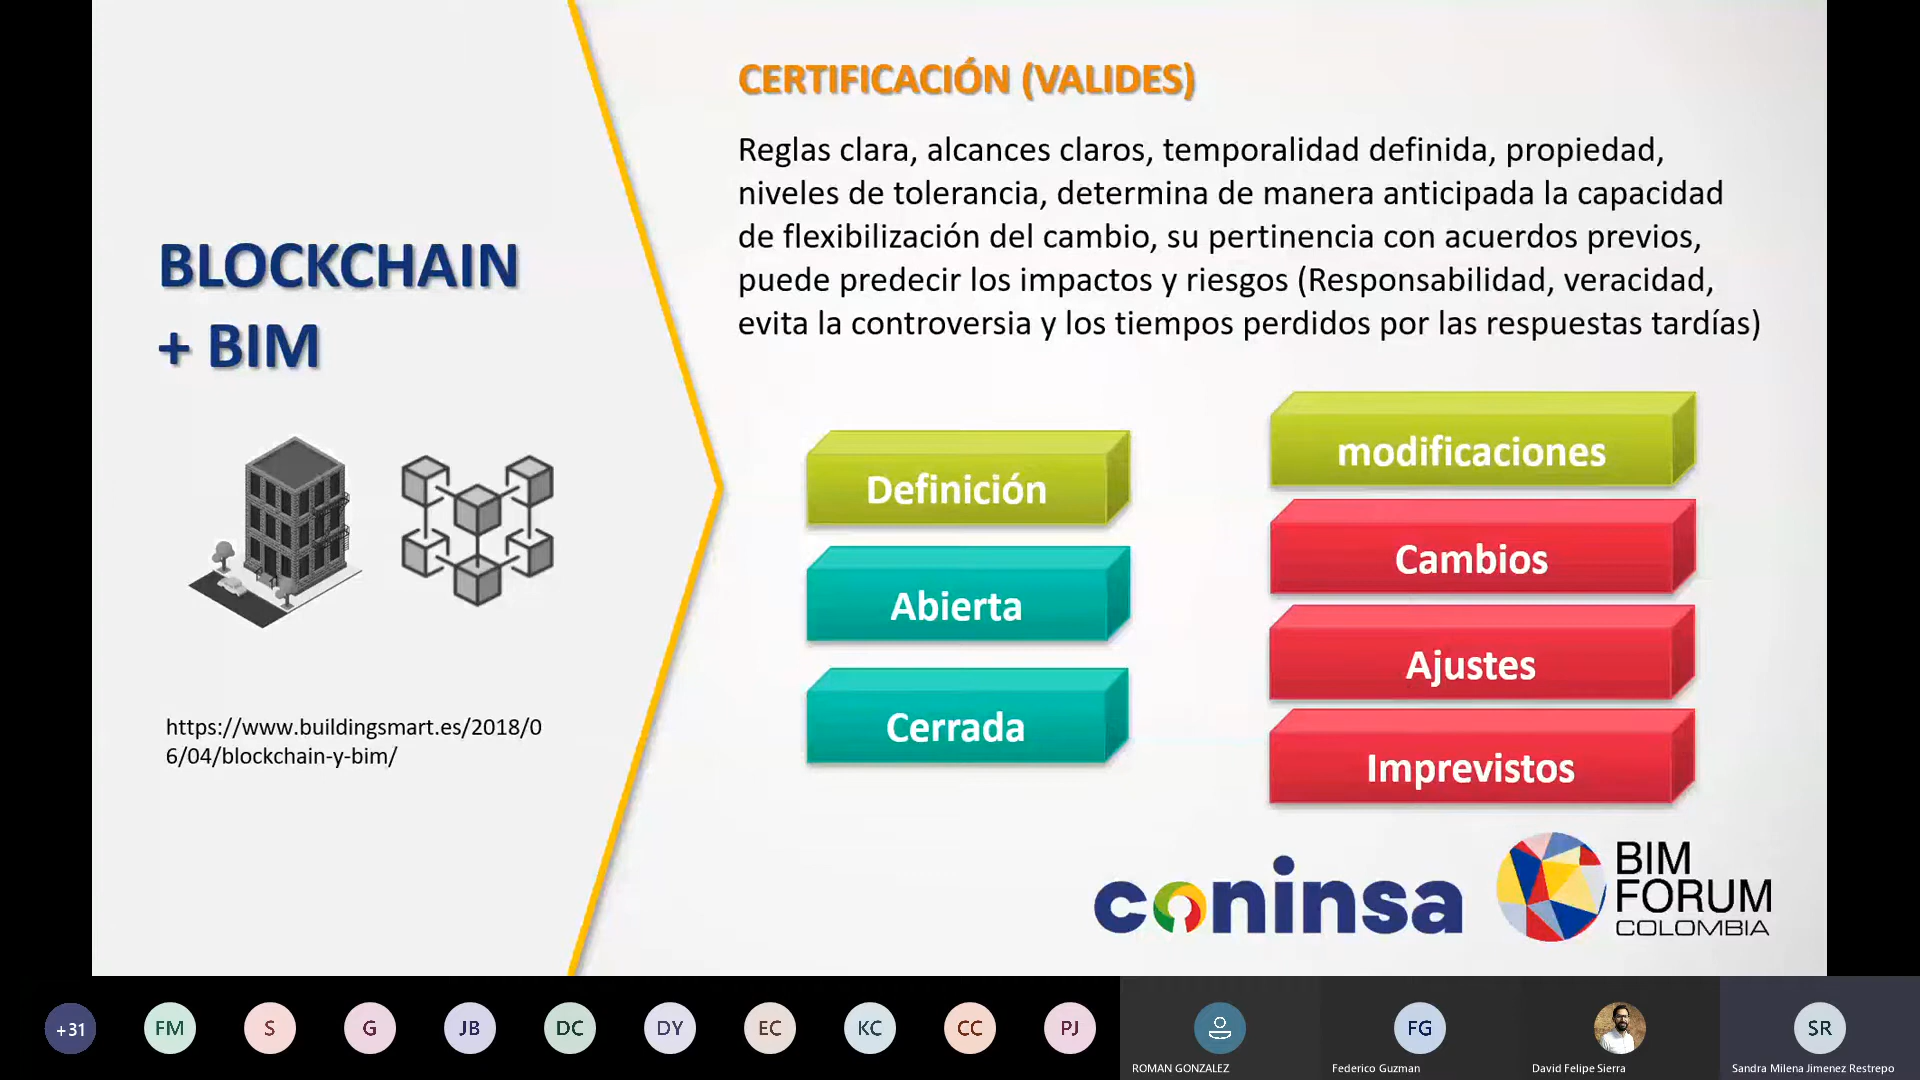 BLOCKCHAIN
+ BIM
https://www.buildingsmart.es/2018/0
6/04/blockchain-y-bim/
CERTIFICACIÓN (VALIDES)
Reglas clara, alcances claros, temporalidad definida, propiedad,
niveles de tolerancia, determina de manera anticipada la capacidad
de flexibilización del cambio, su pertinencia con acuerdos previos,
puede predecir los impactos y riesgos (Responsabilidad, veracidad,
evita la controversia y los tiempos perdidos por las respuestas tardías)
Definición
Abierta
Cerrada
modificaciones
Cambios
Ajustes
Imprevistos
coninsa
BIM
FORUM
COLOMBIA
+31
FM
S
G
JB
DC
DY
EC
KC
CC
PJ
ROMAN GONZALEZ
FG
Federico Guzman
David Felipe Sierra
SR
Sandra Milena Jimenez Restrepo